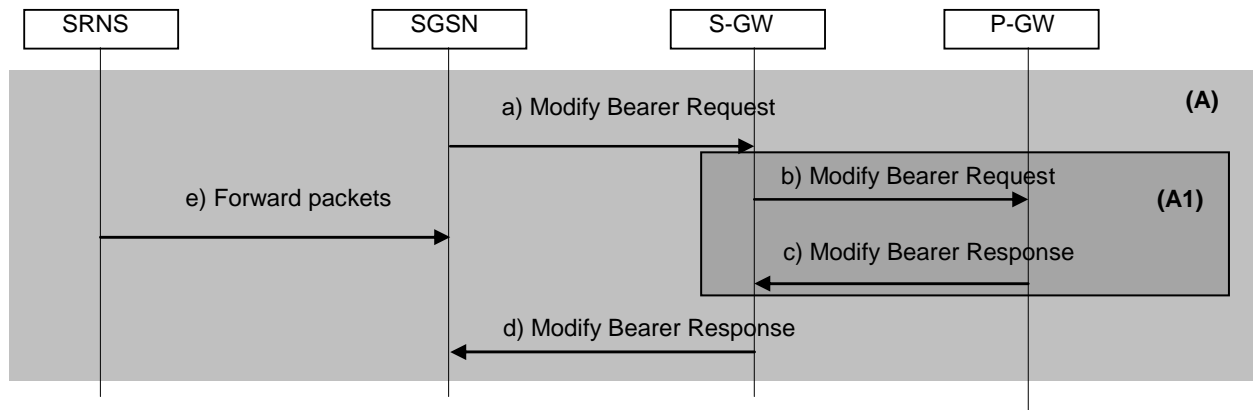 SRNS
SGSN
S-GW
P-GW
(A)
a) Modify Bearer Request
b) Modify Bearer Request
(A1)
e) Forward packets
c) Modify Bearer Response
d) Modify Bearer Response